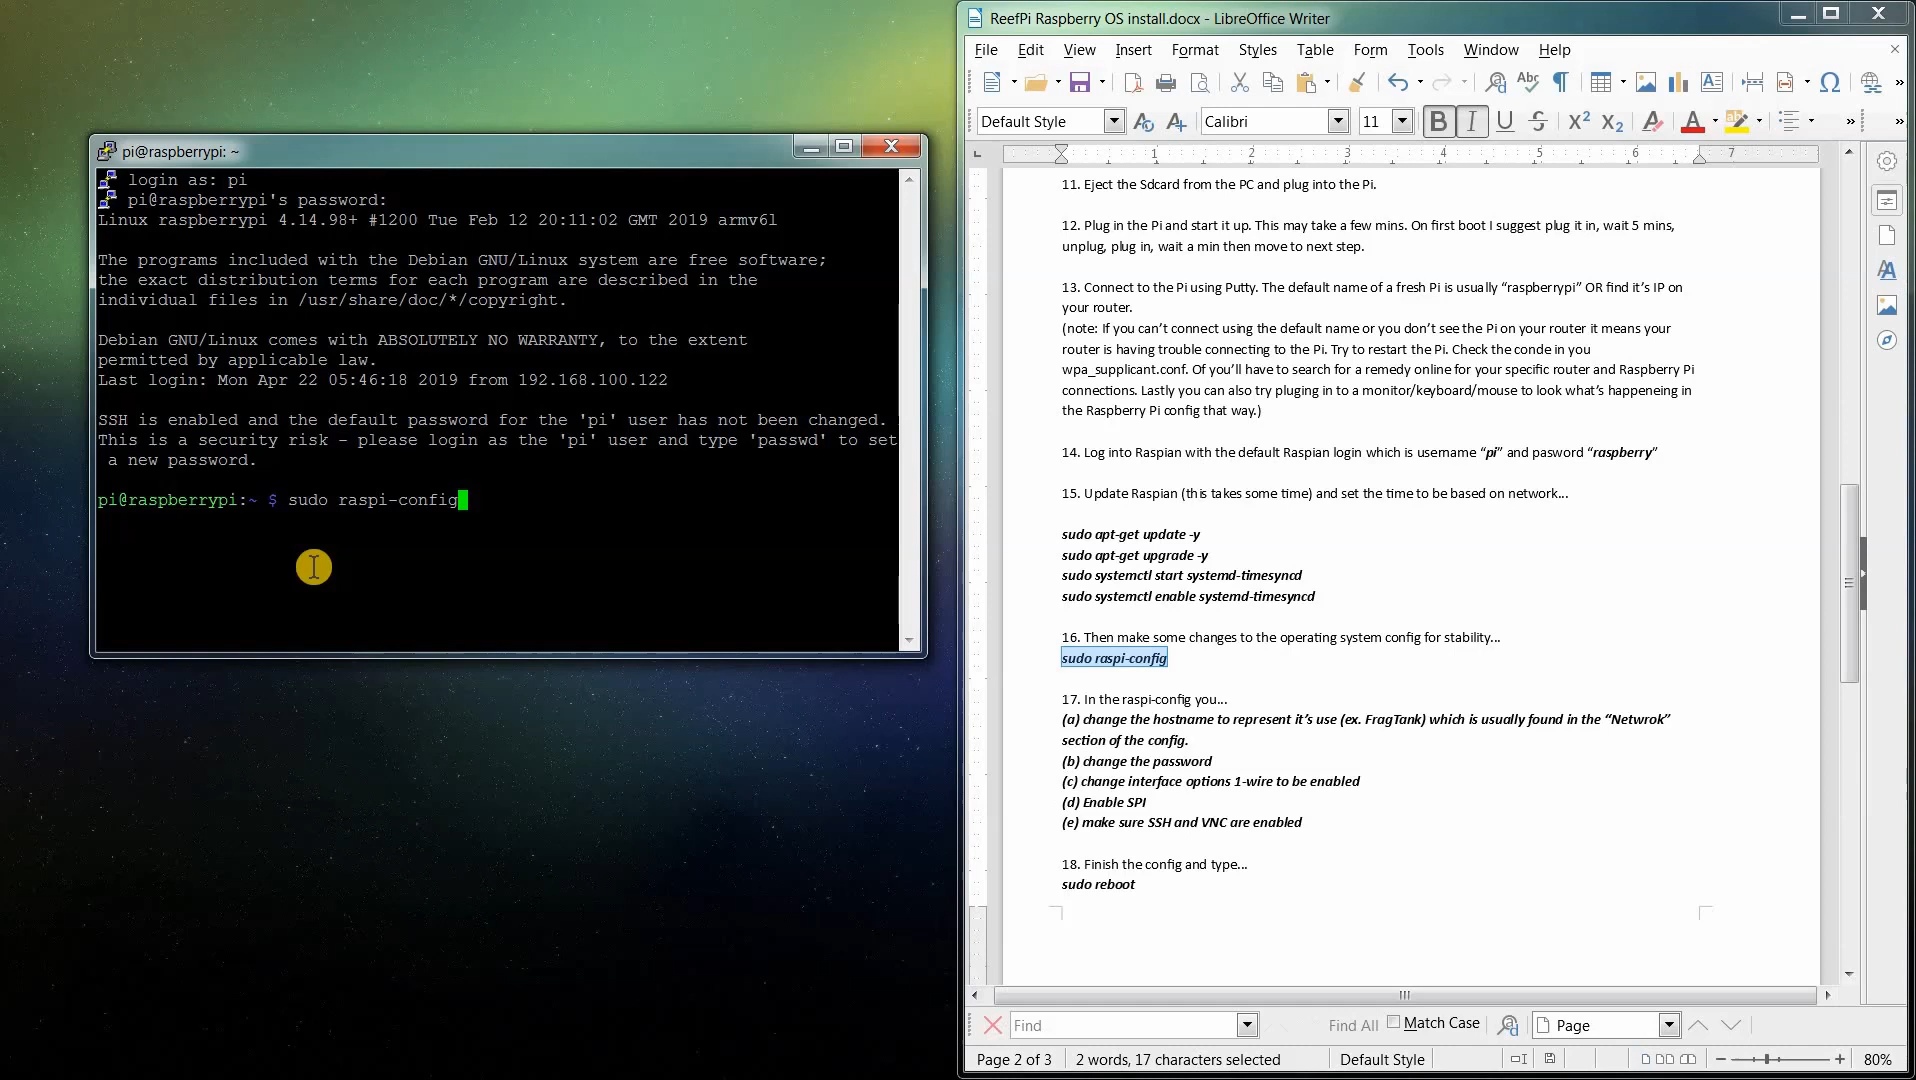 pi@raspberrypi: ~
login as: pi
pi@raspberrypi's password:
Linux raspberrypi 4.14.98+ #1200 Tue Feb 12 20:11:02 GMT 2019 armv6l
The programs included with the Debian GNU/Linux system are free software;
the exact distribution terms for each program are described in the
individual files in /usr/share/doc/*/copyright.
Debian GNU/Linux comes with ABSOLUTELY NO WARRANTY, to the extent
permitted by applicable law.
Last login: Mon Apr 22 05:46:18 2019 from 192.168.100.122
SSH is enabled and the default password for the 'pi' user has not been changed.
This is a security risk - please login as the 'pi' user and type 'passwd' to set
a new password.
pi@raspberrypi:~ $ sudo raspi-config
ReefPi Raspberry OS install.docx - LibreOffice Writer
File Edit View Insert Format Styles Table Form Tools Window Help
Default Style Calibri 11
1 2 3 4 5 6 7
11. Eject the Sdcard from the PC and plug into the Pi.
12. Plug in the Pi and start it up. This may take a few mins. On first boot I suggest plug it in, wait 5 mins,
unplug, plug in, wait a min then move to next step.
13. Connect to the Pi using Putty. The default name of a fresh Pi is usually “raspberrypi” OR find it’s IP on
your router.
(note: If you can’t connect using the default name or you don’t see the Pi on your router it means your
router is having trouble connecting to the Pi. Try to restart the Pi. Check the conde in you
wpa_supplicant.conf. Of you’ll have to search for a remedy online for your specific router and Raspberry Pi
connections. Lastly you can also try pluging in to a monitor/keyboard/mouse to look what’s happeneing in
the Raspberry Pi config that way.)
14. Log into Raspian with the default Raspian login which is username “pi” and pasword “raspberry”
15. Update Raspian (this takes some time) and set the time to be based on network...
sudo apt-get update -y
sudo apt-get upgrade -y
sudo systemctl start systemd-timesyncd
sudo systemctl enable systemd-timesyncd
16. Then make some changes to the operating system config for stability...
sudo raspi-config
17. In the raspi-config you...
(a) change the hostname to represent it’s use (ex. FragTank) which is usually found in the “Netwrok”
section of the config.
(b) change the password
(c) change interface options 1-wire to be enabled
(d) Enable SPI
(e) make sure SSH and VNC are enabled
18. Finish the config and type...
sudo reboot
Find Find All Match Case Page
Page 2 of 3 2 words, 17 characters selected Default Style 80%